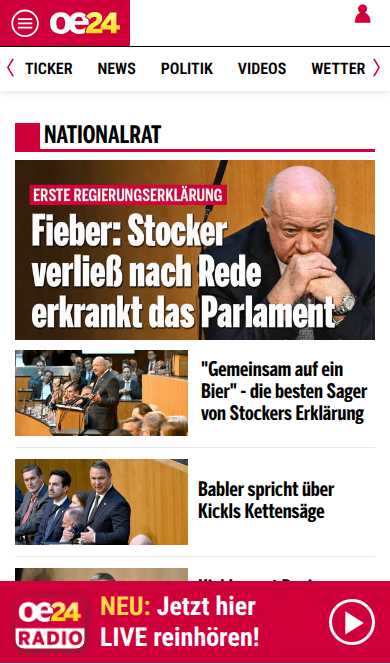 oe24
TICKER NEWS POLITIK VIDEOS WETTER
NATIONALRAT
ERSTE REGIERUNGSERKLÄRUNG
Fieber: Stocker
verließ nach Rede
erkrankt das Parlament
"Gemeinsam auf ein
Bier" - die besten Sager
von Stockers Erklärung
Babler spricht über
Kickls Kettensäge
oe24
RADIO
NEU: Jetzt hier
LIVE reinhören!